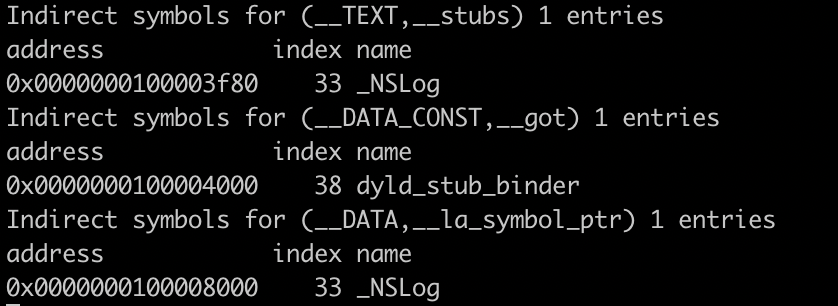 Indirect symbols for (__TEXT,__stubs) 1 entries
address            index name
0x0000000100003f80    33 _NSLog
Indirect symbols for (__DATA_CONST,__got) 1 entries
address            index name
0x0000000100004000    38 dyld_stub_binder
Indirect symbols for (__DATA,__la_symbol_ptr) 1 entries
address            index name
0x0000000100008000    33 _NSLog